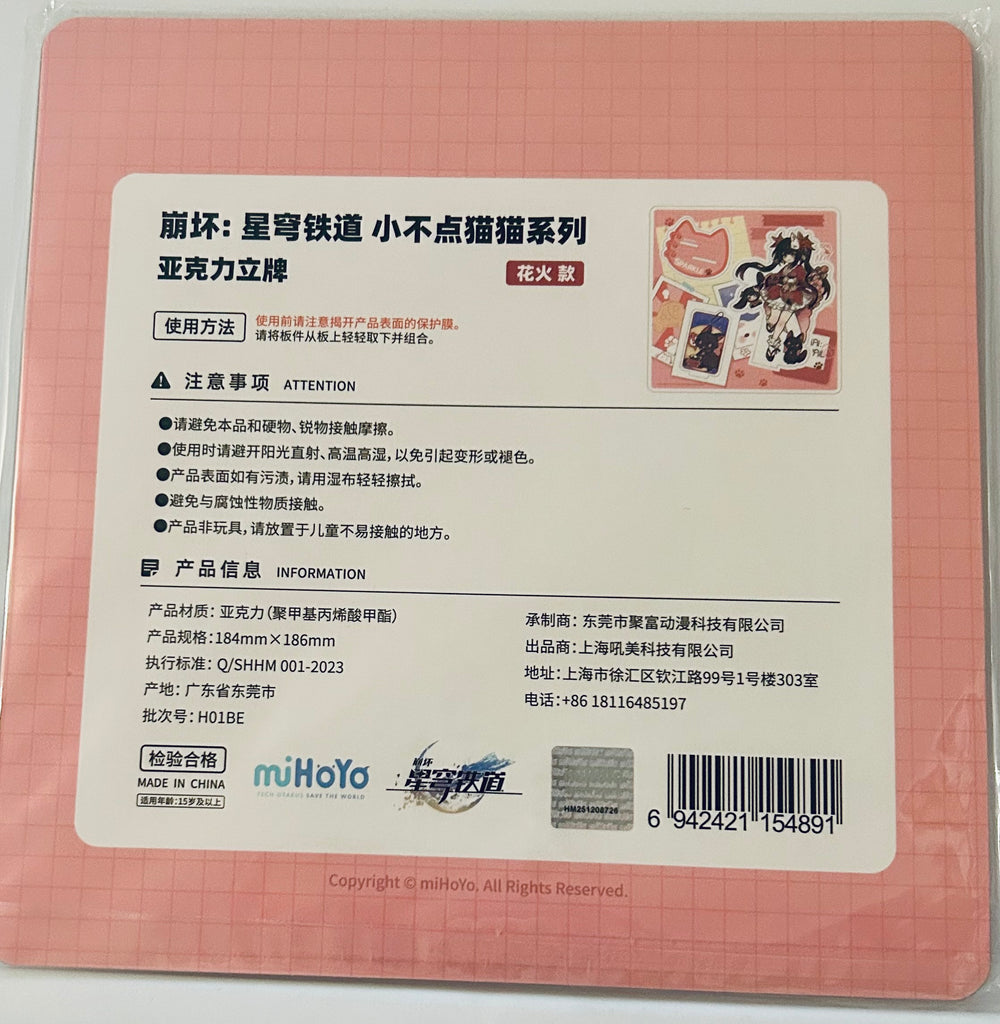 崩坏：星穹铁道 小不点猫猫系列
亚克力立牌
花火 款
SPARKLE
使用方法
使用前请注意揭开产品表面的保护膜。
请将板件从板上轻轻取下并组合。
注意事项 ATTENTION
●请避免本品和硬物、锐物接触摩擦。
●使用时请避开阳光直射、高温高湿，以免引起变形或褪色。
●产品表面如有污渍，请用湿布轻轻擦拭。
●避免与腐蚀性物质接触。
●产品非玩具，请放置于儿童不易接触的地方。
产品信息 INFORMATION
产品材质：亚克力（聚甲基丙烯酸甲酯）
产品规格：184mm×186mm
执行标准：Q/SHHM 001-2023
产地：广东省东莞市
批次号：H01BE
承制商：东莞市聚富动漫科技有限公司
出品商：上海吼美科技有限公司
地址：上海市徐汇区钦江路99号1号楼303室
电话：+86 18116485197
检验合格
MADE IN CHINA
适用年龄：15岁及以上
miHoYo
TECH OTAKUS SAVE THE WORLD
崩坏
星穹铁道
HM251208726
6 942421 154891
Copyright © miHoYo. All Rights Reserved.